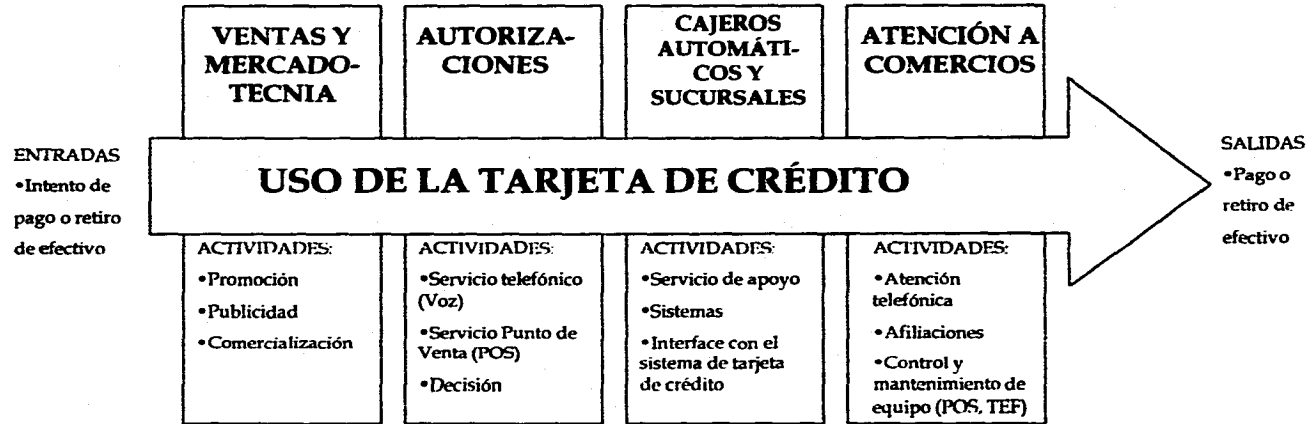 VENTAS Y
MERCADO-
TECNIA
AUTORIZA-
CIONES
CAJEROS
AUTOMÁTI-
COS Y
SUCURSALES
ATENCIÓN A
COMERCIOS
ENTRADAS
•Intento de
pago o retiro
de efectivo
USO DE LA TARJETA DE CRÉDITO
SALIDAS
•Pago o
retiro de
efectivo
ACTIVIDADES:
•Promoción
•Publicidad
•Comercialización
ACTIVIDADES:
•Servicio telefónico
(Voz)
•Servicio Punto de
Venta (POS)
•Decisión
ACTIVIDADES:
•Servicio de apoyo
•Sistemas
•Interface con el
sistema de tarjeta
de crédito
ACTIVIDADES:
•Atención
telefónica
•Afiliaciones
•Control y
mantenimiento de
equipo (POS, TEF)